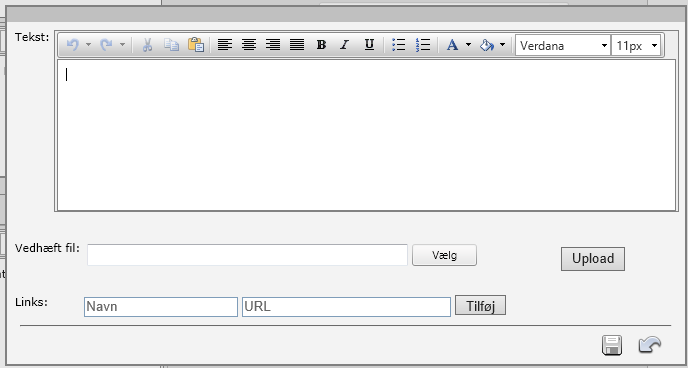 Tekst:
B I U A Verdana 11px
Vedhæft fil: Vælg Upload
Links: Navn URL Tilføj